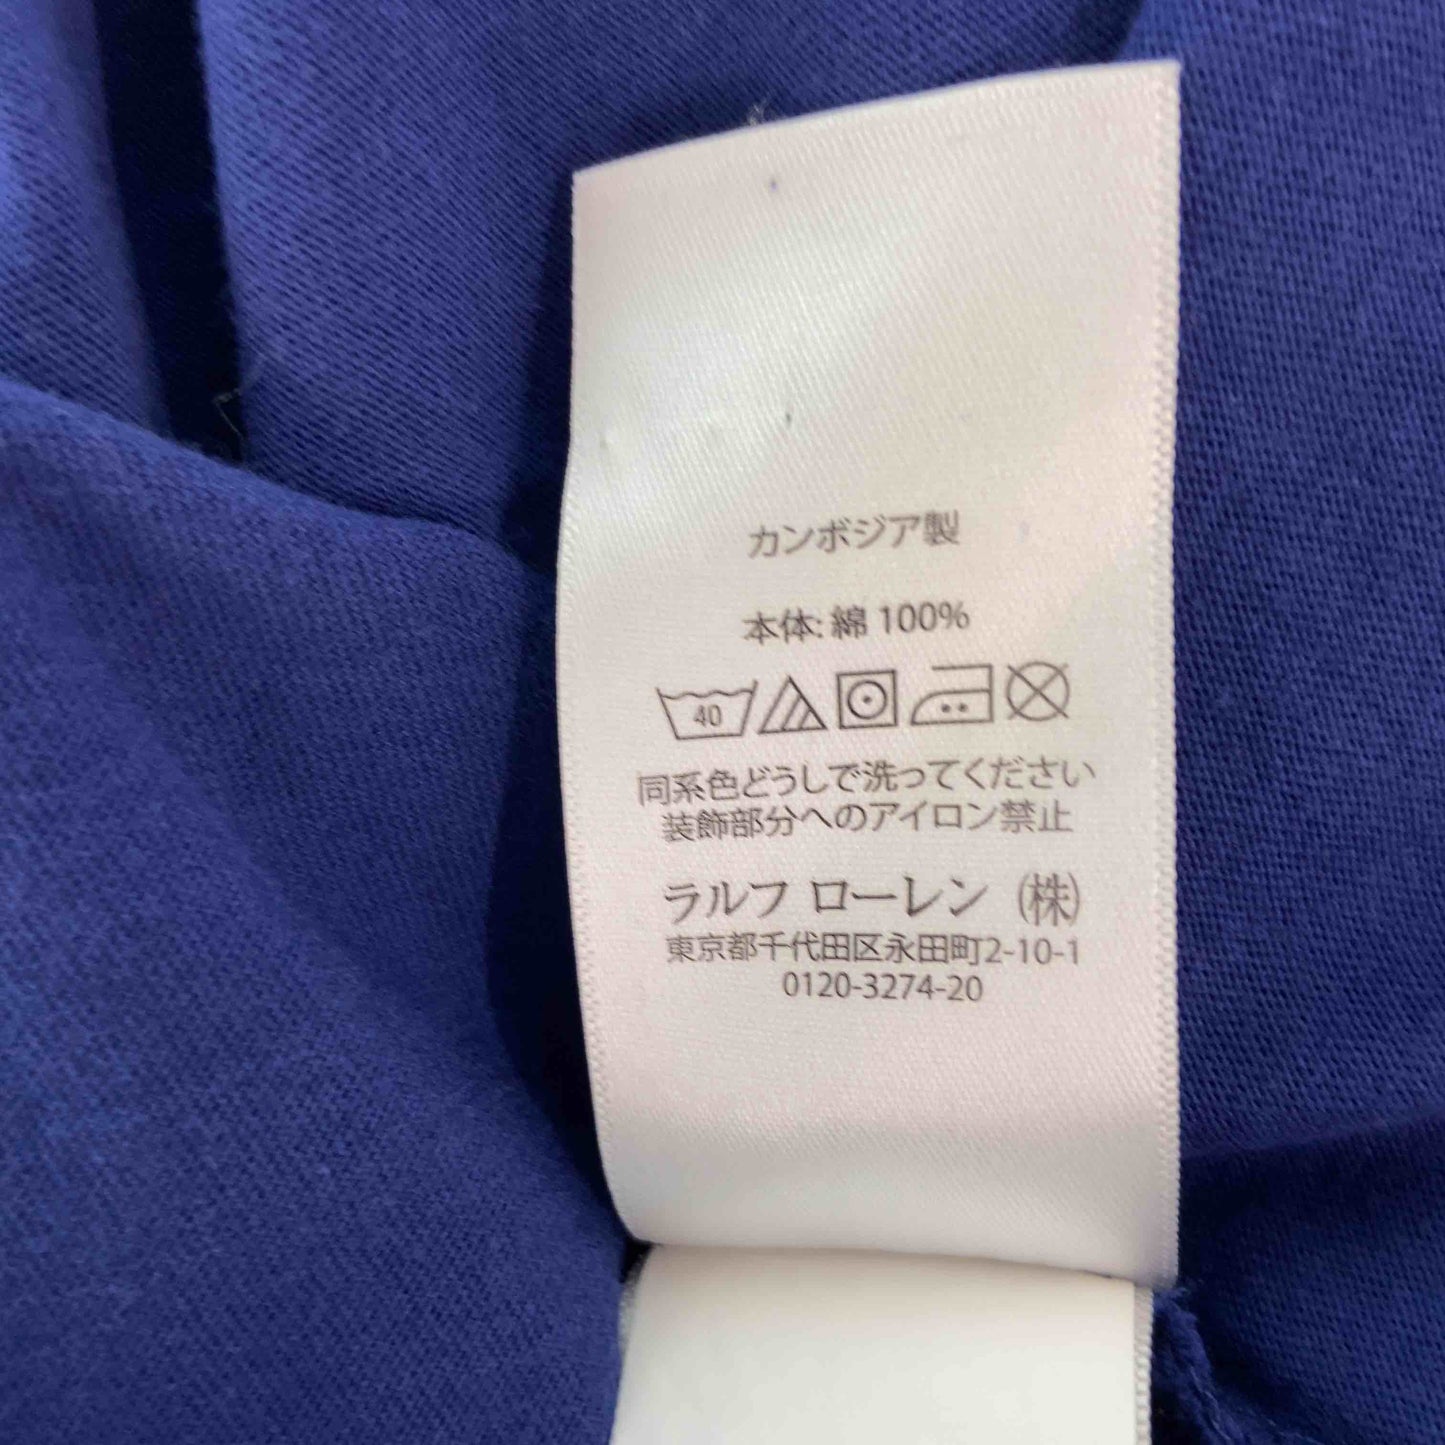 カンボジア製
本体: 綿 100%
40
同系色どうしで洗ってください
装飾部分へのアイロン禁止
ラルフ ローレン (株)
東京都千代田区永田町2-10-1
0120-3274-20